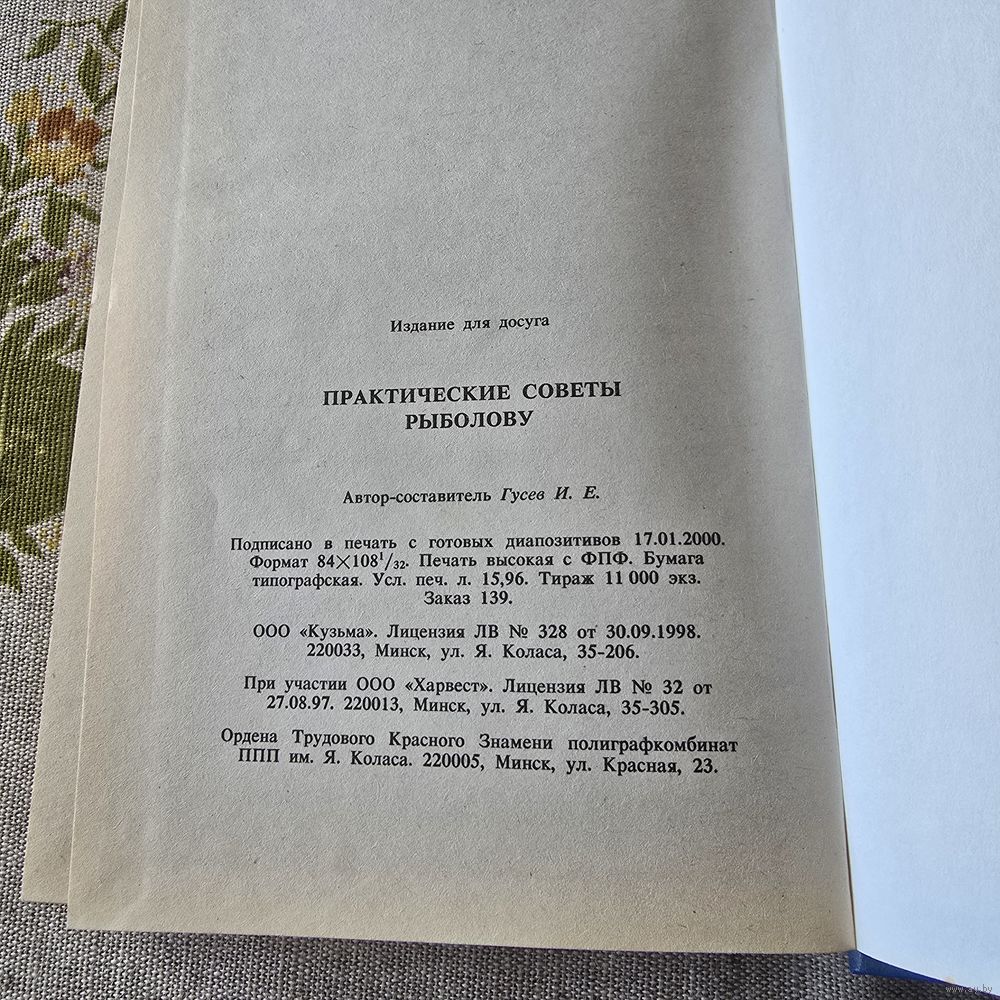 Издание для досуга
ПРАКТИЧЕСКИЕ СОВЕТЫ
РЫБОЛОВУ
Автор-составитель Гусев И. Е.
Подписано в печать с готовых диапозитивов 17.01.2000.
Формат 84×108¹/₃₂. Печать высокая с ФПФ. Бумага
типографская. Усл. печ. л. 15,96. Тираж 11 000 экз.
Заказ 139.
ООО «Кузьма». Лицензия ЛВ № 328 от 30.09.1998.
220033, Минск, ул. Я. Коласа, 35-206.
При участии ООО «Харвест». Лицензия ЛВ № 32 от
27.08.97. 220013, Минск, ул. Я. Коласа, 35-305.
Ордена Трудового Красного Знамени полиграфкомбинат
ППП им. Я. Коласа. 220005, Минск, ул. Красная, 23.
www.ay.by